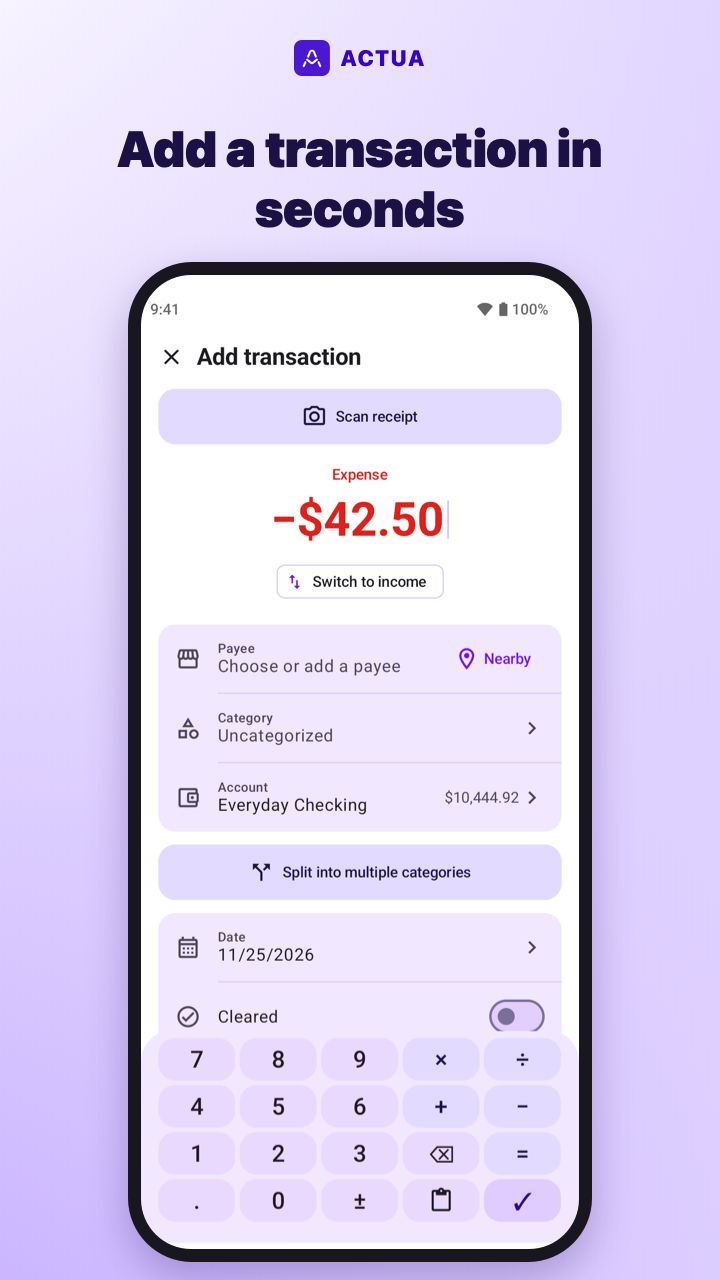 ACTUA
Add a transaction in
seconds
9:41
100%
Add transaction
Scan receipt
Expense
−$42.50
Switch to income
Payee
Choose or add a payee
Nearby
Category
Uncategorized
Account
Everyday Checking
$10,444.92
Split into multiple categories
Date
11/25/2026
Cleared
7 8 9 × ÷
4 5 6 + −
1 2 3 =
. 0 ± ✓